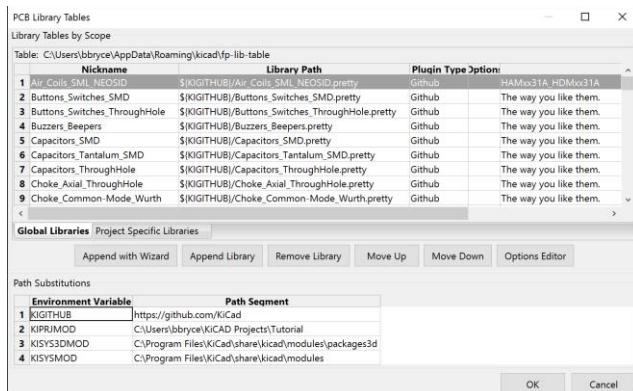 PCB Library Tables
Library Tables by Scope
Table: C:\Users\bbryce\AppData\Roaming\kicad\fp-lib-table
Nickname Library Path Plugin Type Options
1 Air_Coils_SML_NEOSID ${KIGITHUB}/Air_Coils_SML_NEOSID.pretty Github HAMxx31A_HDMxx31A
2 Buttons_Switches_SMD ${KIGITHUB}/Buttons_Switches_SMD.pretty Github The way you like them.
3 Buttons_Switches_ThroughHole ${KIGITHUB}/Buttons_Switches_ThroughHole.pretty Github The way you like them.
4 Buzzers_Beepers ${KIGITHUB}/Buzzers_Beepers.pretty Github The way you like them.
5 Capacitors_SMD ${KIGITHUB}/Capacitors_SMD.pretty Github The way you like them.
6 Capacitors_Tantalum_SMD ${KIGITHUB}/Capacitors_Tantalum_SMD.pretty Github The way you like them.
7 Capacitors_ThroughHole ${KIGITHUB}/Capacitors_ThroughHole.pretty Github The way you like them.
8 Choke_Axial_ThroughHole ${KIGITHUB}/Choke_Axial_ThroughHole.pretty Github The way you like them.
9 Choke_Common-Mode_Wurth ${KIGITHUB}/Choke_Common-Mode_Wurth.pretty Github The way you like them.
Global Libraries Project Specific Libraries
Append with Wizard Append Library Remove Library Move Up Move Down Options Editor
Path Substitutions
Environment Variable Path Segment
1 KIGITHUB https://github.com/KiCad
2 KIPRJMOD C:\Users\bbryce\KiCAD Projects\Tutorial
3 KISYS3DMOD C:\Program Files\KiCad\share\kicad\modules\packages3d
4 KISYSMOD C:\Program Files\KiCad\share\kicad\modules
OK Cancel